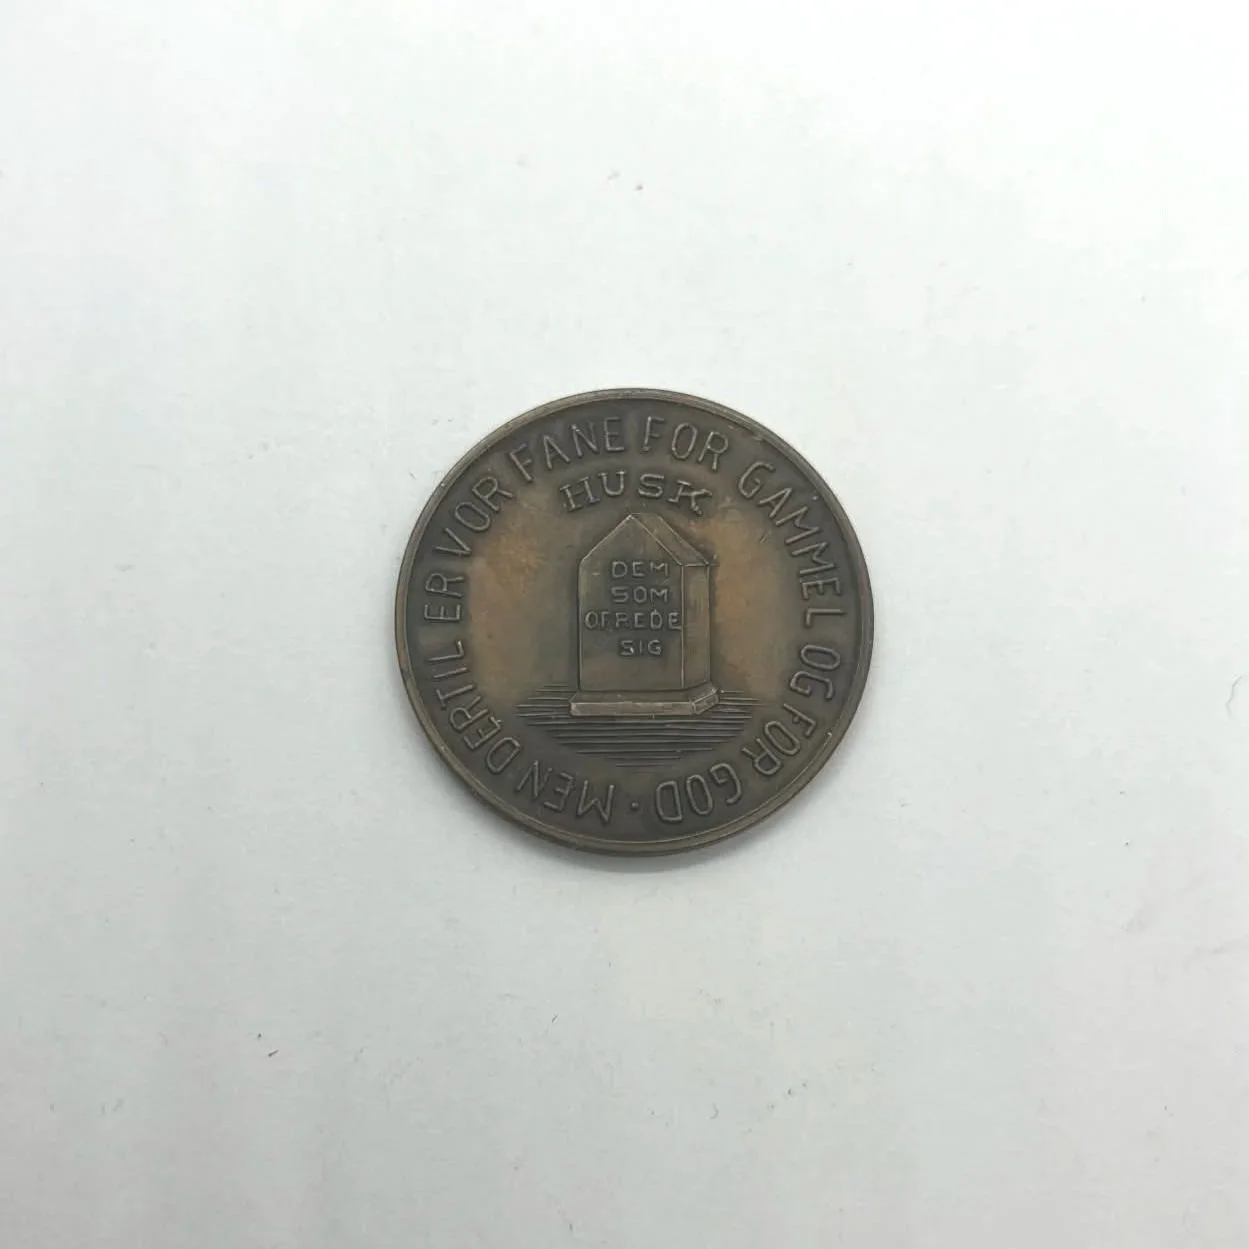 MEN DERTIL ER VOR FANE FOR GAMMEL OG FOR GOD ·
HUSK
DEM
SOM
OFREDE
SIG